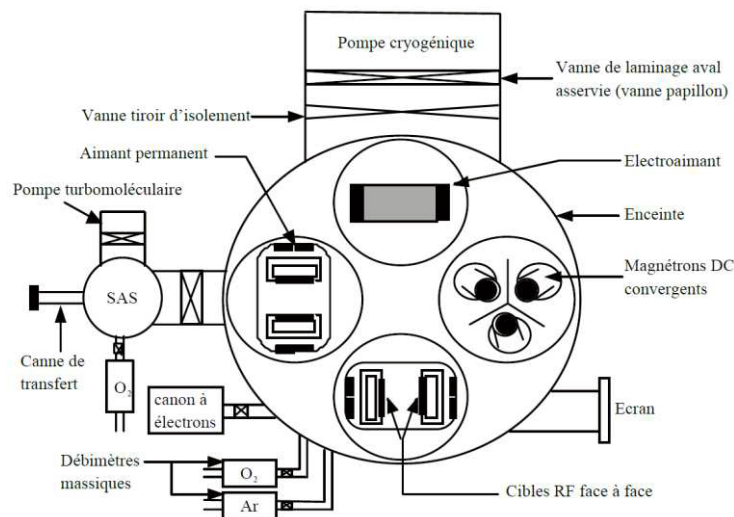 Pompe cryogénique
Vanne de laminage aval
asservie (vanne papillon)
Vanne tiroir d’isolement
Aimant permanent
Electroaimant
Pompe turbomoléculaire
Enceinte
Magnétrons DC
convergents
SAS
Canne de
transfert
O₂
canon à
électrons
Ecran
Débimètres
massiques
O₂
Ar
Cibles RF face à face